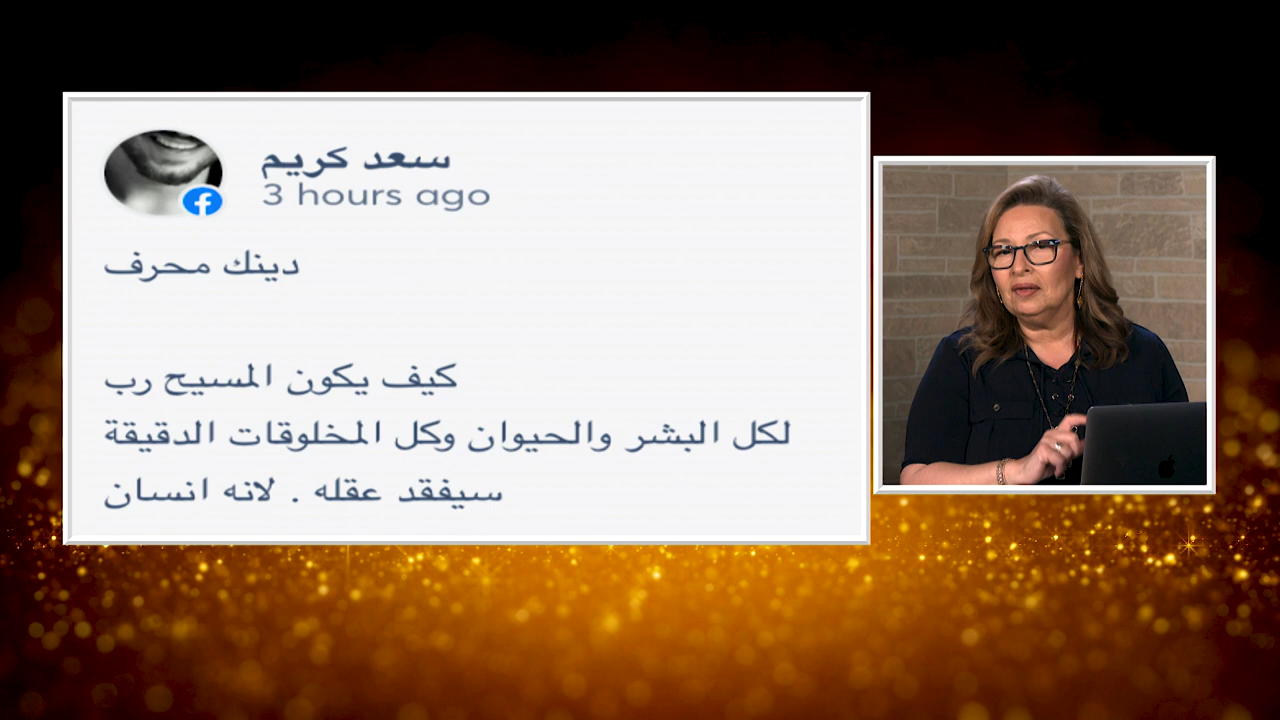 سعد كريم
3 hours ago
دينك محرف
كيف يكون المسيح رب
لكل البشر والحيوان وكل المخلوقات الدقيقة
سيفقد عقله . لانه انسان